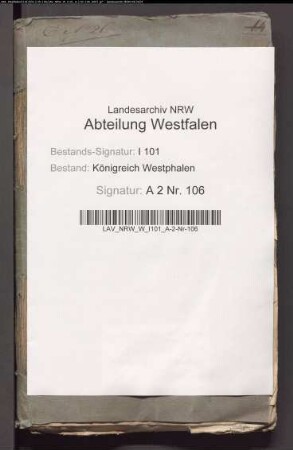 Landesarchiv NRW
Abteilung Westfalen
Bestands-Signatur: I 101
Bestand: Königreich Westphalen
Signatur: A 2 Nr. 106
LAV_NRW_W_I101_A-2-Nr-106